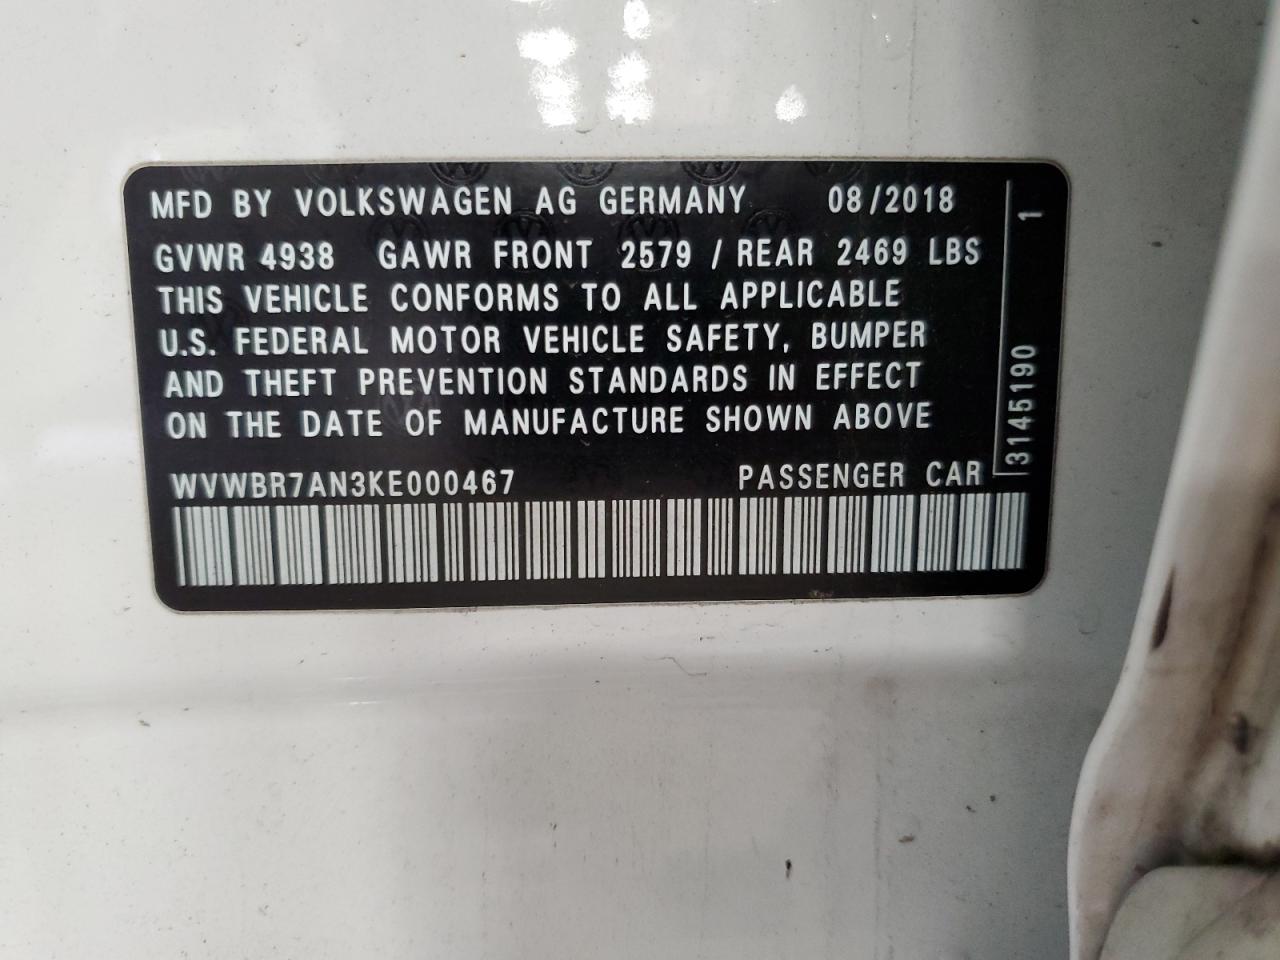 MFD BY VOLKSWAGEN AG GERMANY 08/2018
GVWR 4938 GAWR FRONT 2579 / REAR 2469 LBS
THIS VEHICLE CONFORMS TO ALL APPLICABLE
U.S. FEDERAL MOTOR VEHICLE SAFETY, BUMPER
AND THEFT PREVENTION STANDARDS IN EFFECT
ON THE DATE OF MANUFACTURE SHOWN ABOVE
WVWBR7AN3KE000467 PASSENGER CAR
3145190 1